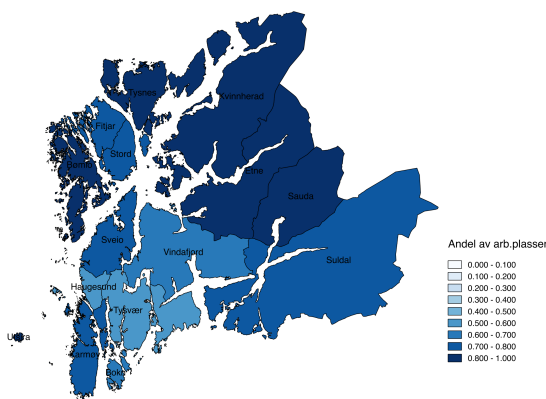 Tysnes
Kvinnherad
Fitjar
Stord
Bømlo
Etne
Sauda
Sveio
Vindafjord
Suldal
Haugesund
Tysvær
Utsira
Karmøy
Bokn
Andel av arb.plasser
0.000 - 0.100
0.100 - 0.200
0.200 - 0.300
0.300 - 0.400
0.400 - 0.500
0.500 - 0.600
0.600 - 0.700
0.700 - 0.800
0.800 - 1.000